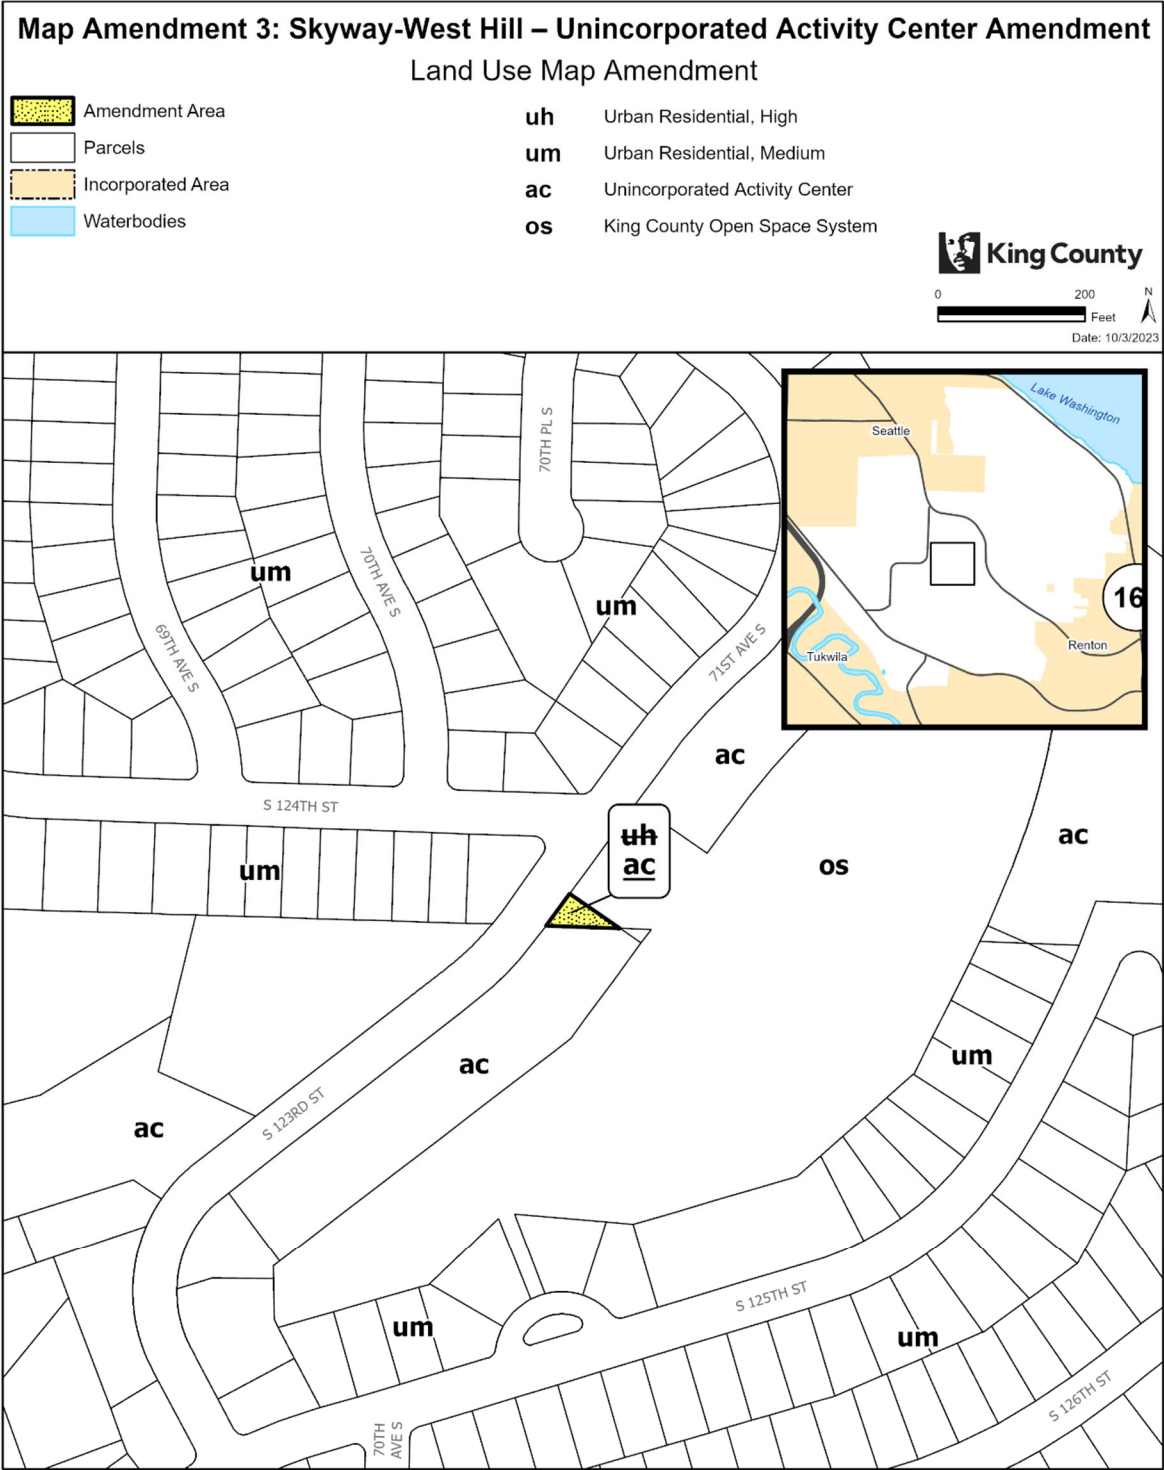 Map Amendment 3: Skyway-West Hill – Unincorporated Activity Center Amendment
Land Use Map Amendment
Amendment Area
Parcels
Incorporated Area
Waterbodies
uh Urban Residential, High
um Urban Residential, Medium
ac Unincorporated Activity Center
os King County Open Space System
King County
0 200
Feet
N
Date: 10/3/2023
Lake Washington
Seattle
16
Renton
Tukwila
70TH PL S
um
70TH AVE S
um
69TH AVE S
71ST AVE S
ac
S 124TH ST
uh
ac
ac
os
um
um
ac
S 123RD ST
ac
S 125TH ST
um
um
S 126TH ST
70TH
AVE S